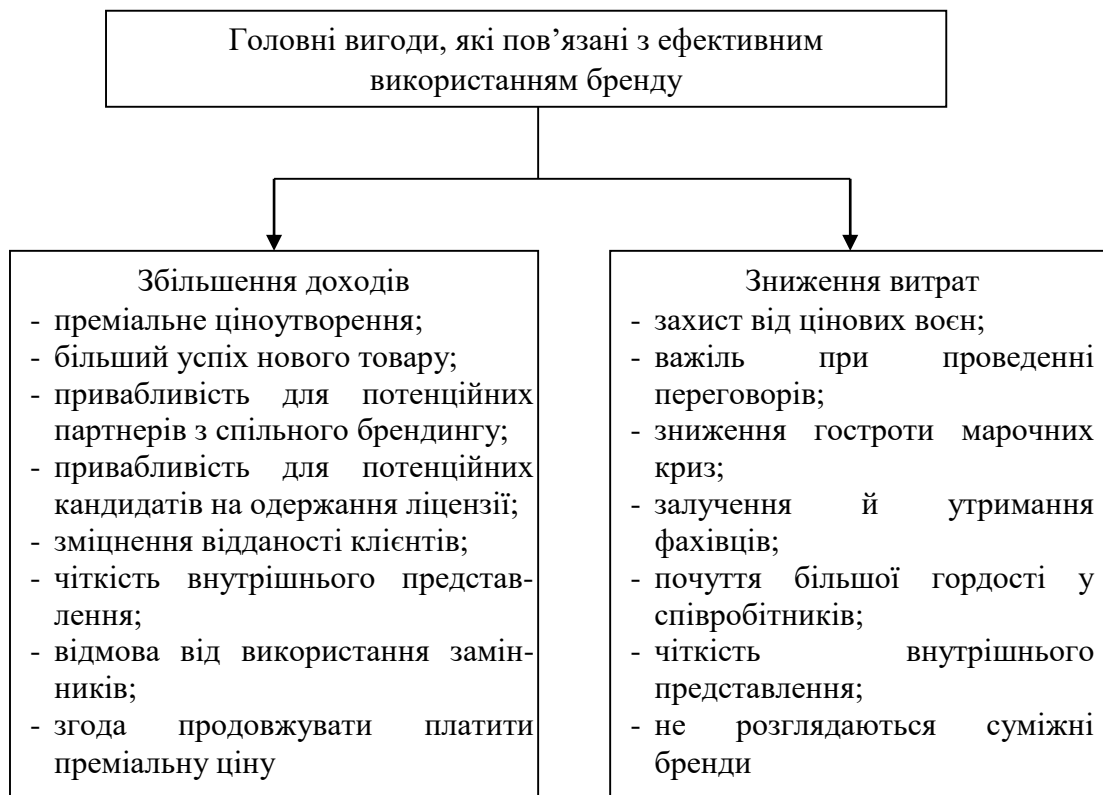 Головні вигоди, які пов’язані з ефективним
використанням бренду
Збільшення доходів
- преміальне ціноутворення;
- більший успіх нового товару;
- привабливість для потенційних
партнерів з спільного брендингу;
- привабливість для потенційних
кандидатів на одержання ліцензії;
- зміцнення відданості клієнтів;
- чіткість внутрішнього представ-
лення;
- відмова від використання замін-
ників;
- згода продовжувати платити
преміальну ціну
Зниження витрат
- захист від цінових воєн;
- важіль при проведенні
переговорів;
- зниження гостроти марочних
криз;
- залучення й утримання
фахівців;
- почуття більшої гордості у
співробітників;
- чіткість внутрішнього
представлення;
- не розглядаються суміжні
бренди